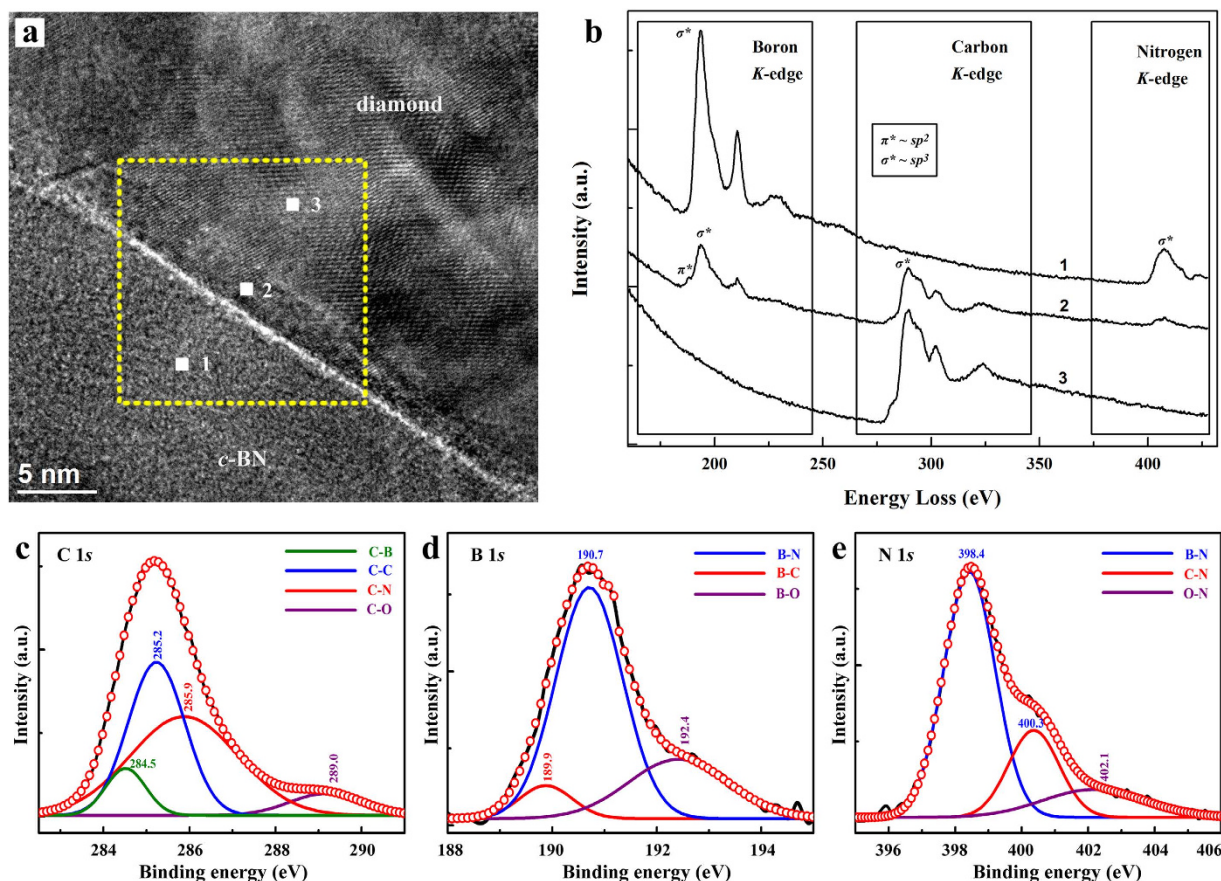 a
diamond
3
2
1
c-BN
5 nm
b
σ*
Boron
K-edge
Carbon
K-edge
Nitrogen
K-edge
π* ~ sp²
σ* ~ sp³
σ*
π*
σ*
σ*
1
2
3
Intensity (a.u.)
200
250
300
350
400
Energy Loss (eV)
c
C 1s
C-B
C-C
C-N
C-O
285.2
285.9
284.5
289.0
Intensity (a.u.)
284
286
288
290
Binding energy (eV)
d
B 1s
190.7
B-N
B-C
B-O
192.4
189.9
Intensity (a.u.)
188
190
192
194
Binding energy (eV)
e
N 1s
398.4
B-N
C-N
O-N
400.3
402.1
Intensity (a.u.)
396
398
400
402
404
406
Binding energy (eV)